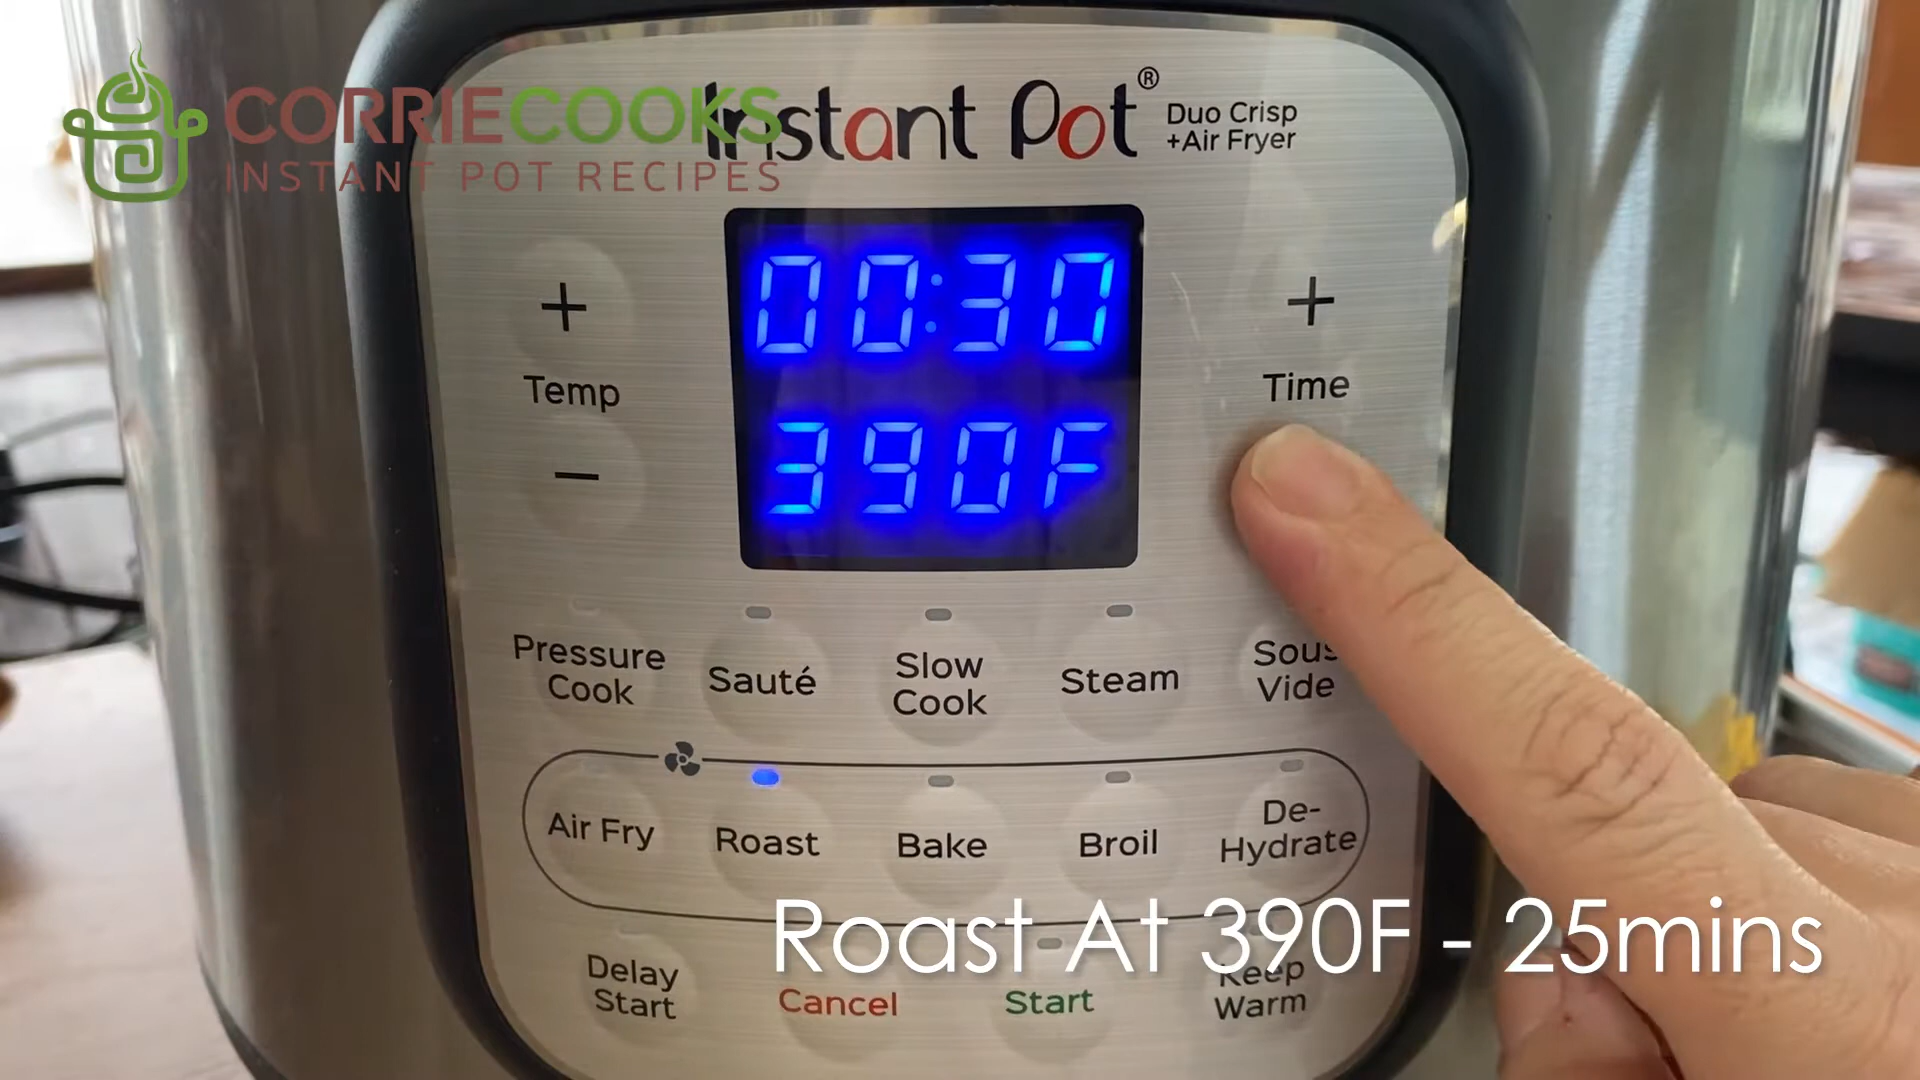 CORRIECOOKS
INSTANT POT RECIPES
Instant Pot®
Duo Crisp
+Air Fryer
00:30
390F
+
Temp
−
+
Time
Pressure
Cook
Sauté
Slow
Cook
Steam
Sous
Vide
Air Fry
Roast
Bake
Broil
De-
Hydrate
Roast At 390F - 25mins
Delay
Start
Cancel
Start
Keep
Warm